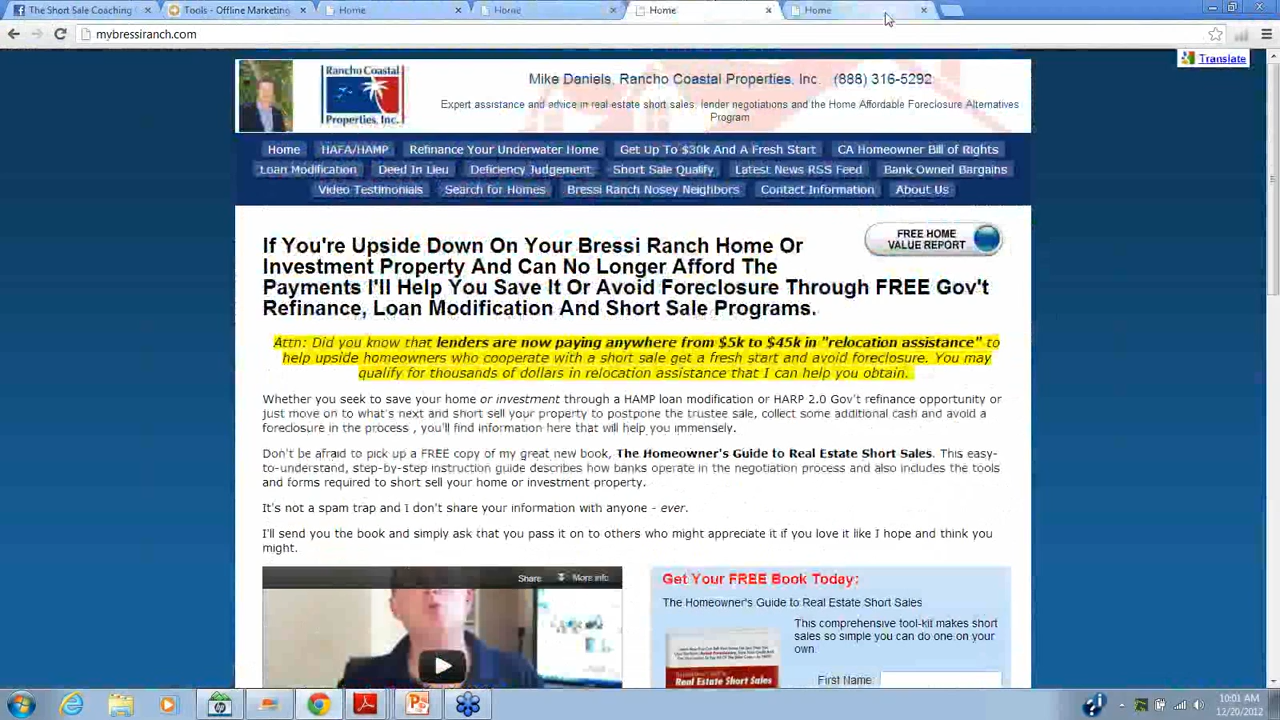 The Short Sale Coaching
Tools - Offline Marketing
Home
Home
Home
Home
mybressiranch.com
Translate
Rancho Coastal
Properties, Inc.
Mike Daniels, Rancho Coastal Properties, Inc. (888) 316-5292
Expert assistance and advice in real estate short sales, lender negotiations and the Home Affordable Foreclosure Alternatives
Program
Home HAFA/HAMP Refinance Your Underwater Home Get Up To $30k And A Fresh Start CA Homeowner Bill of Rights
Loan Modification Deed In Lieu Deficiency Judgement Short Sale Qualify Latest News RSS Feed Bank Owned Bargains
Video Testimonials Search for Homes Bressi Ranch Nosey Neighbors Contact Information About Us
FREE HOME
VALUE REPORT
If You're Upside Down On Your Bressi Ranch Home Or
Investment Property And Can No Longer Afford The
Payments I'll Help You Save It Or Avoid Foreclosure Through FREE Gov't
Refinance, Loan Modification And Short Sale Programs.
Attn: Did you know that lenders are now paying anywhere from $5k to $45k in "relocation assistance" to
help upside homeowners who cooperate with a short sale get a fresh start and avoid foreclosure. You may
qualify for thousands of dollars in relocation assistance that I can help you obtain.
Whether you seek to save your home or investment through a HAMP loan modification or HARP 2.0 Gov't refinance opportunity or
just move on to what's next and short sell your property to postpone the trustee sale, collect some additional cash and avoid a
foreclosure in the process , you'll find information here that will help you immensely.
Don't be afraid to pick up a FREE copy of my great new book, The Homeowner's Guide to Real Estate Short Sales. This easy-
to-understand, step-by-step instruction guide describes how banks operate in the negotiation process and also includes the tools
and forms required to short sell your home or investment property.
It's not a spam trap and I don't share your information with anyone - ever.
I'll send you the book and simply ask that you pass it on to others who might appreciate it if you love it like I hope and think you
might.
Share More info
Get Your FREE Book Today:
The Homeowner's Guide to Real Estate Short Sales
This comprehensive tool-kit makes short
sales so simple you can do one on your
own.
Real Estate Short Sales
First Name
10:01 AM
12/20/2012